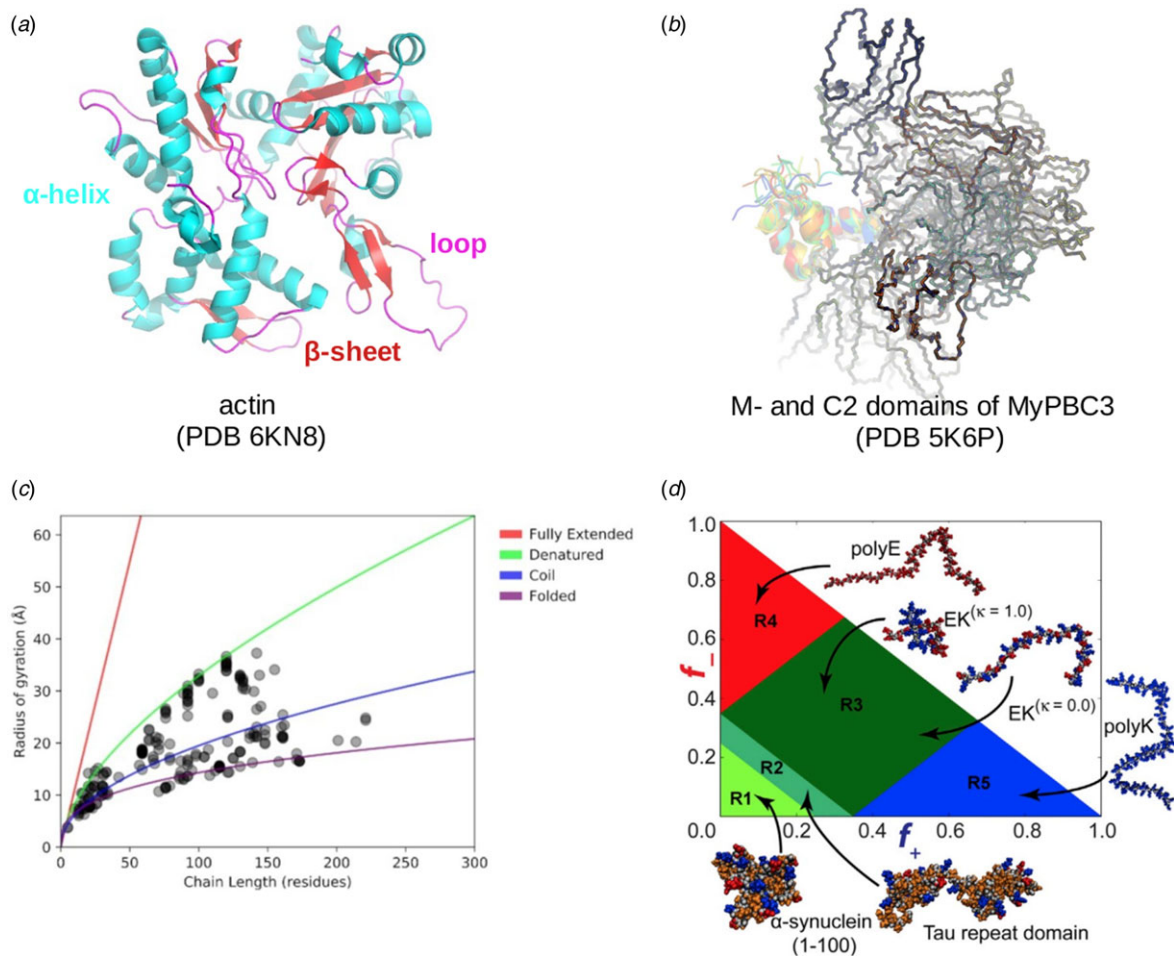 (a)
α-helix
loop
β-sheet
actin
(PDB 6KN8)
(b)
M- and C2 domains of MyPBC3
(PDB 5K6P)
(c)
60
50
40
30
20
10
0
Radius of gyration (Å)
0 50 100 150 200 250 300
Chain Length (residues)
Fully Extended
Denatured
Coil
Folded
(d)
1.0
0.8
0.6
0.4
0.2
f_
polyE
R4
EK(κ = 1.0)
R3
EK(κ = 0.0)
polyK
R2
R1
R5
0.0 0.2 0.4 0.6 0.8 1.0
f+
α-synuclein
(1-100)
Tau repeat domain